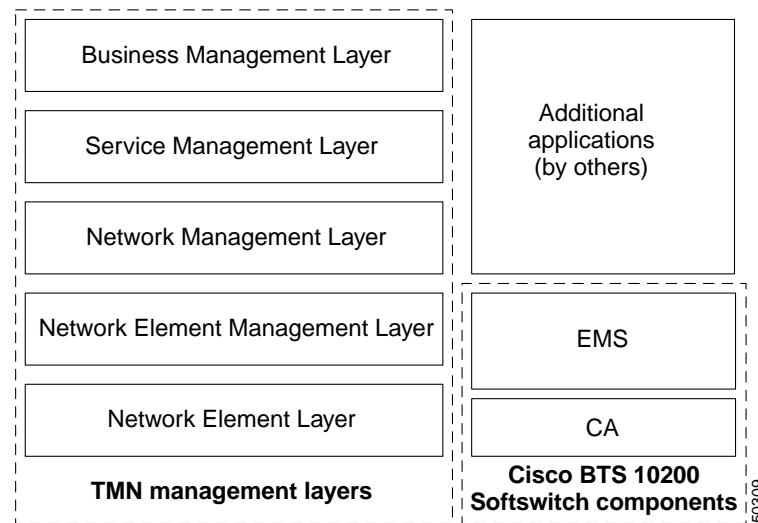 Business Management Layer
Service Management Layer
Network Management Layer
Network Element Management Layer
Network Element Layer
TMN management layers
Additional
applications
(by others)
EMS
CA
Cisco BTS 10200
Softswitch components
50309